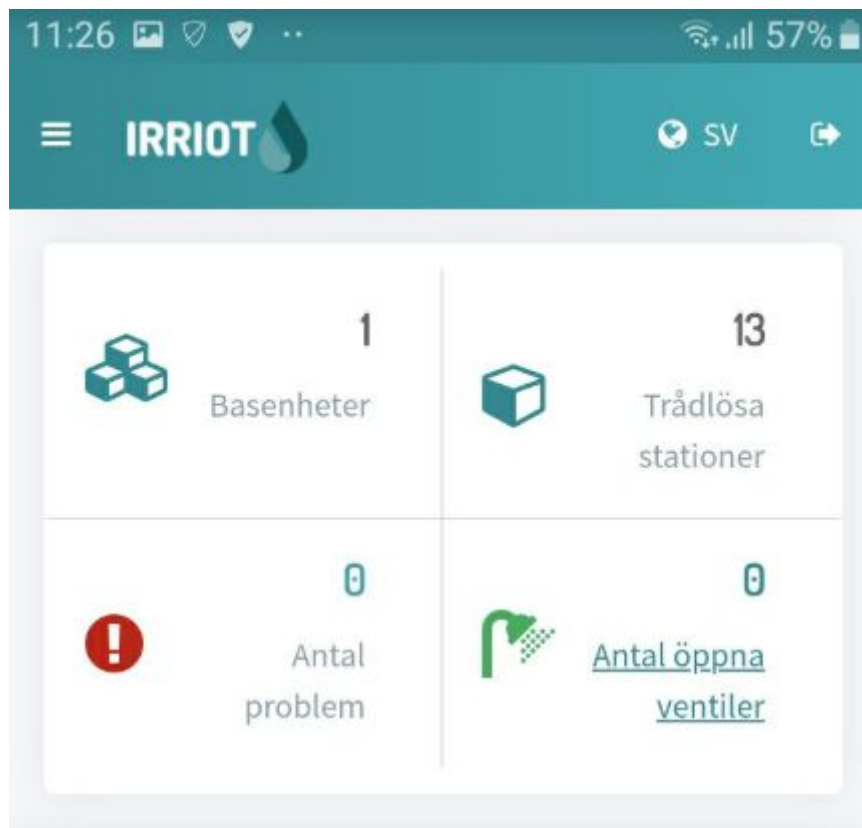 11:26 57%
IRRIOT SV
1
Basenheter
13
Trådlösa
stationer
0
Antal
problem
0
Antal öppna
ventiler